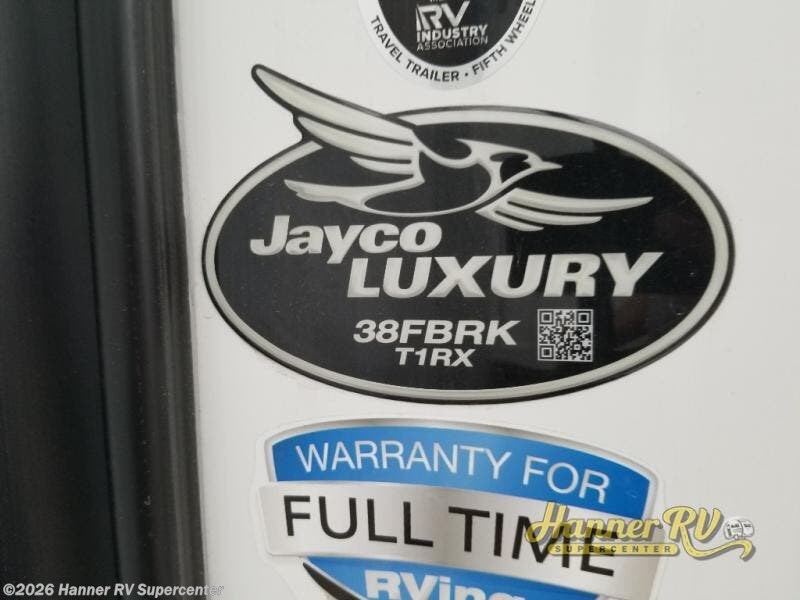 RV
INDUSTRY
ASSOCIATION
TRAVEL TRAILER • FIFTH WHEEL
Jayco
LUXURY
38FBRK
T1RX
WARRANTY FOR
FULL TIME
RVing
Hanner RV
SUPERCENTER
©2026 Hanner RV Supercenter